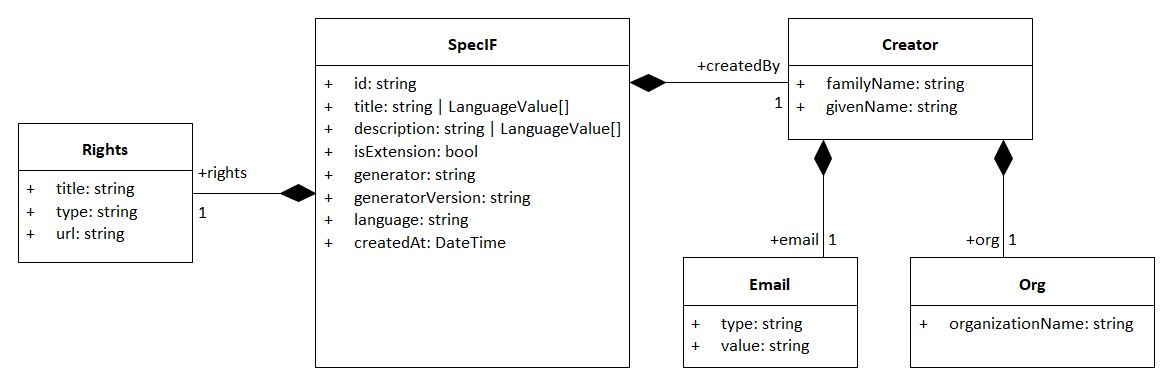 Rights
+ title: string
+ type: string
+ url: string
+rights
1
SpecIF
+ id: string
+ title: string | LanguageValue[]
+ description: string | LanguageValue[]
+ isExtension: bool
+ generator: string
+ generatorVersion: string
+ language: string
+ createdAt: DateTime
+createdBy
1
Creator
+ familyName: string
+ givenName: string
+email 1
+org 1
Email
+ type: string
+ value: string
Org
+ organizationName: string